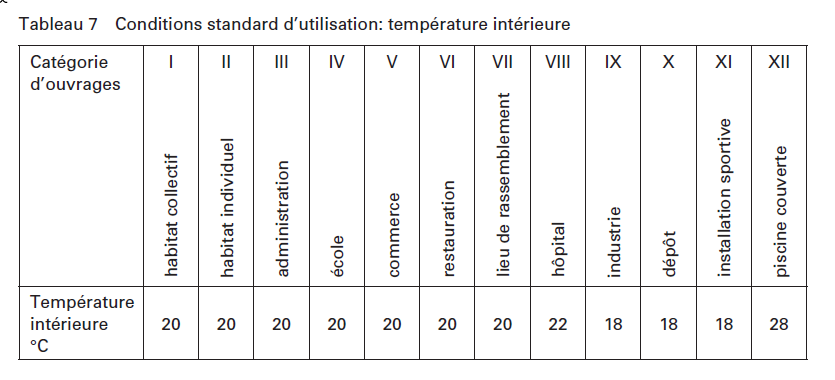 Tableau 7 Conditions standard d’utilisation: température intérieure
Catégorie d’ouvrages I II III IV V VI VII VIII IX X XI XII
habitat collectif
habitat individuel
administration
école
commerce
restauration
lieu de rassemblement
hôpital
industrie
dépôt
installation sportive
piscine couverte
Température
intérieure 20 20 20 20 20 20 20 22 18 18 18 28
°C